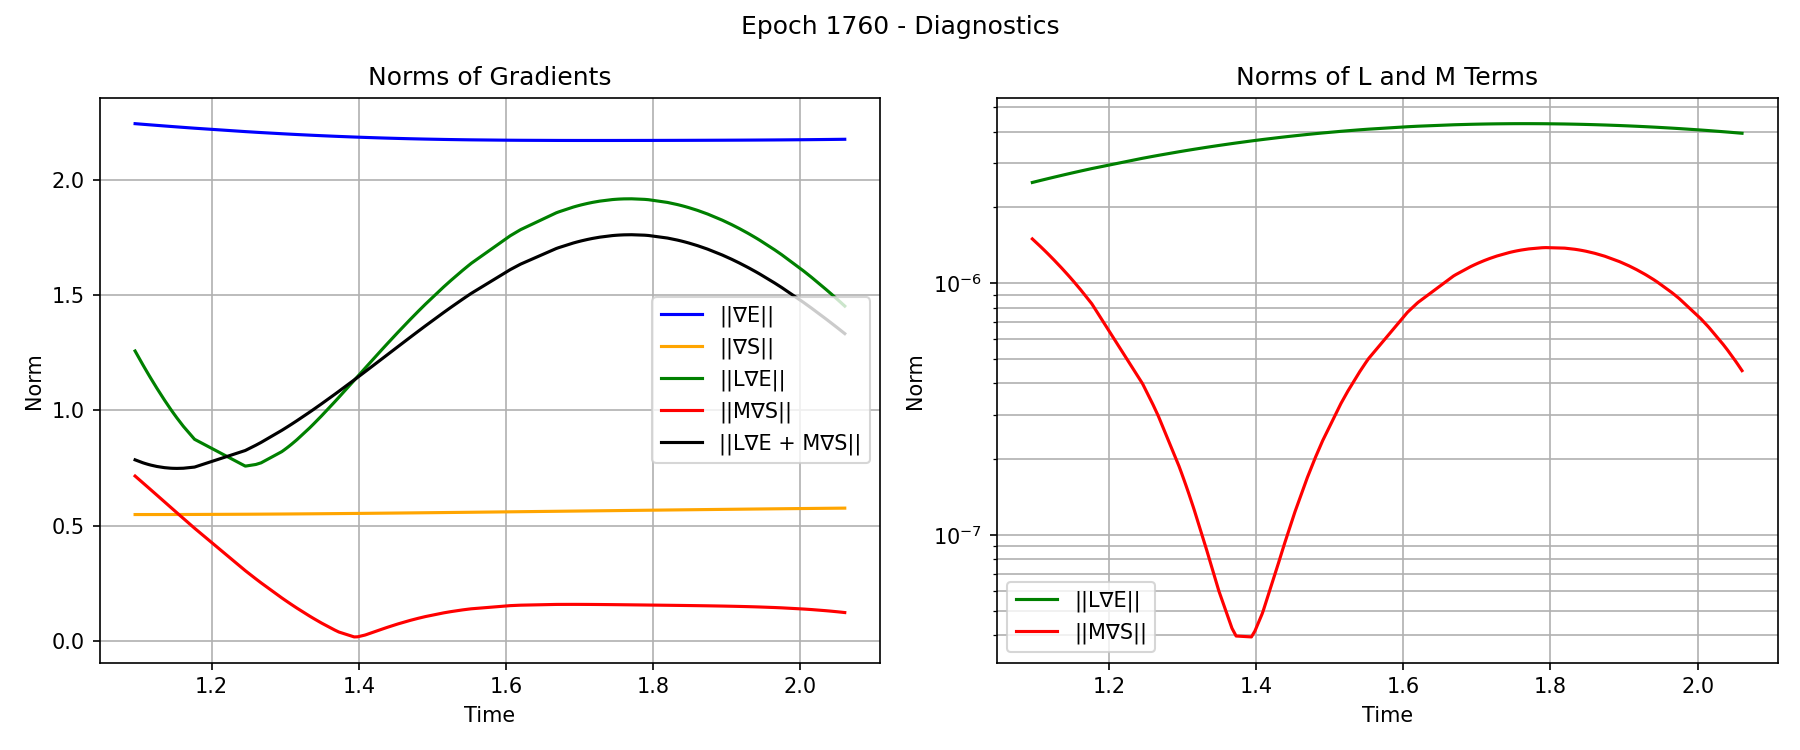 Epoch 1760 - Diagnostics
Norms of Gradients
Norm
2.0
1.5
1.0
0.5
0.0
1.2
1.4
1.6
1.8
2.0
Time
||∇E||
||∇S||
||L∇E||
||M∇S||
||L∇E + M∇S||
Norms of L and M Terms
Norm
10⁻⁶
10⁻⁷
1.2
1.4
1.6
1.8
2.0
Time
||L∇E||
||M∇S||